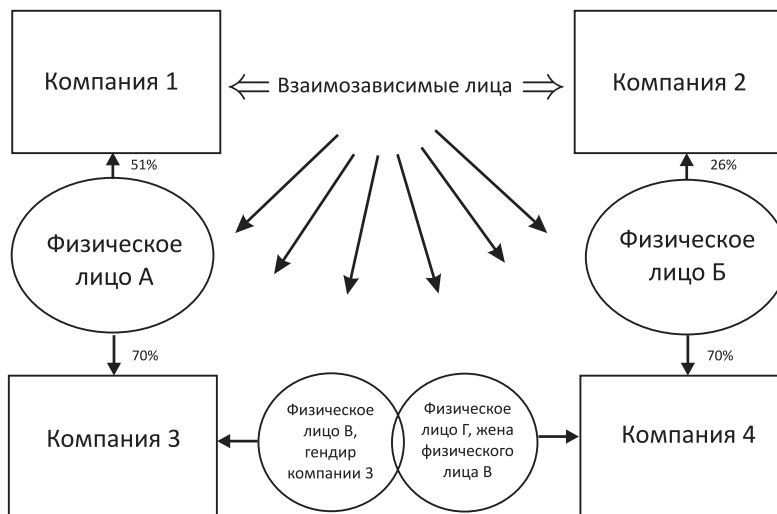 Компания 1
Взаимозависимые лица
Компания 2
51%
26%
Физическое
лицо А
Физическое
лицо Б
70%
70%
Компания 3
Физическое
лицо В,
гендир
компании 3
Физическое
лицо Г, жена
физического
лица В
Компания 4